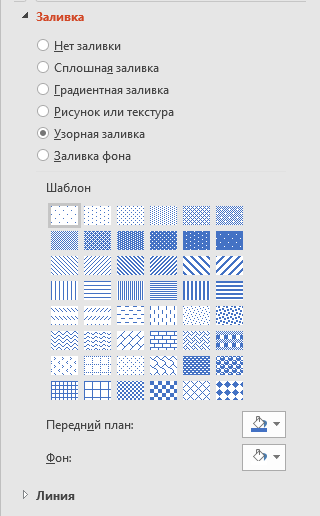 Заливка
Нет заливки
Сплошная заливка
Градиентная заливка
Рисунок или текстура
Узорная заливка
Заливка фона
Шаблон
Передний план:
Фон:
Линия